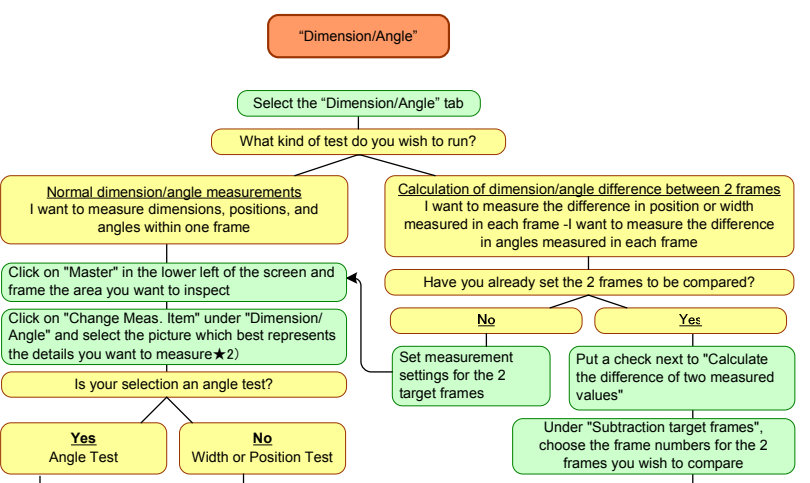 “Dimension/Angle”
Select the “Dimension/Angle” tab
What kind of test do you wish to run?
Normal dimension/angle measurements
I want to measure dimensions, positions, and
angles within one frame
Calculation of dimension/angle difference between 2 frames
I want to measure the difference in position or width
measured in each frame -I want to measure the difference
in angles measured in each frame
Click on "Master" in the lower left of the screen and
frame the area you want to inspect
Have you already set the 2 frames to be compared?
Click on "Change Meas. Item" under "Dimension/
Angle" and select the picture which best represents
the details you want to measure★2）
No
Yes
Set measurement
settings for the 2
target frames
Put a check next to "Calculate
the difference of two measured
values"
Is your selection an angle test?
Yes
Angle Test
No
Width or Position Test
Under "Subtraction target frames",
choose the frame numbers for the 2
frames you wish to compare